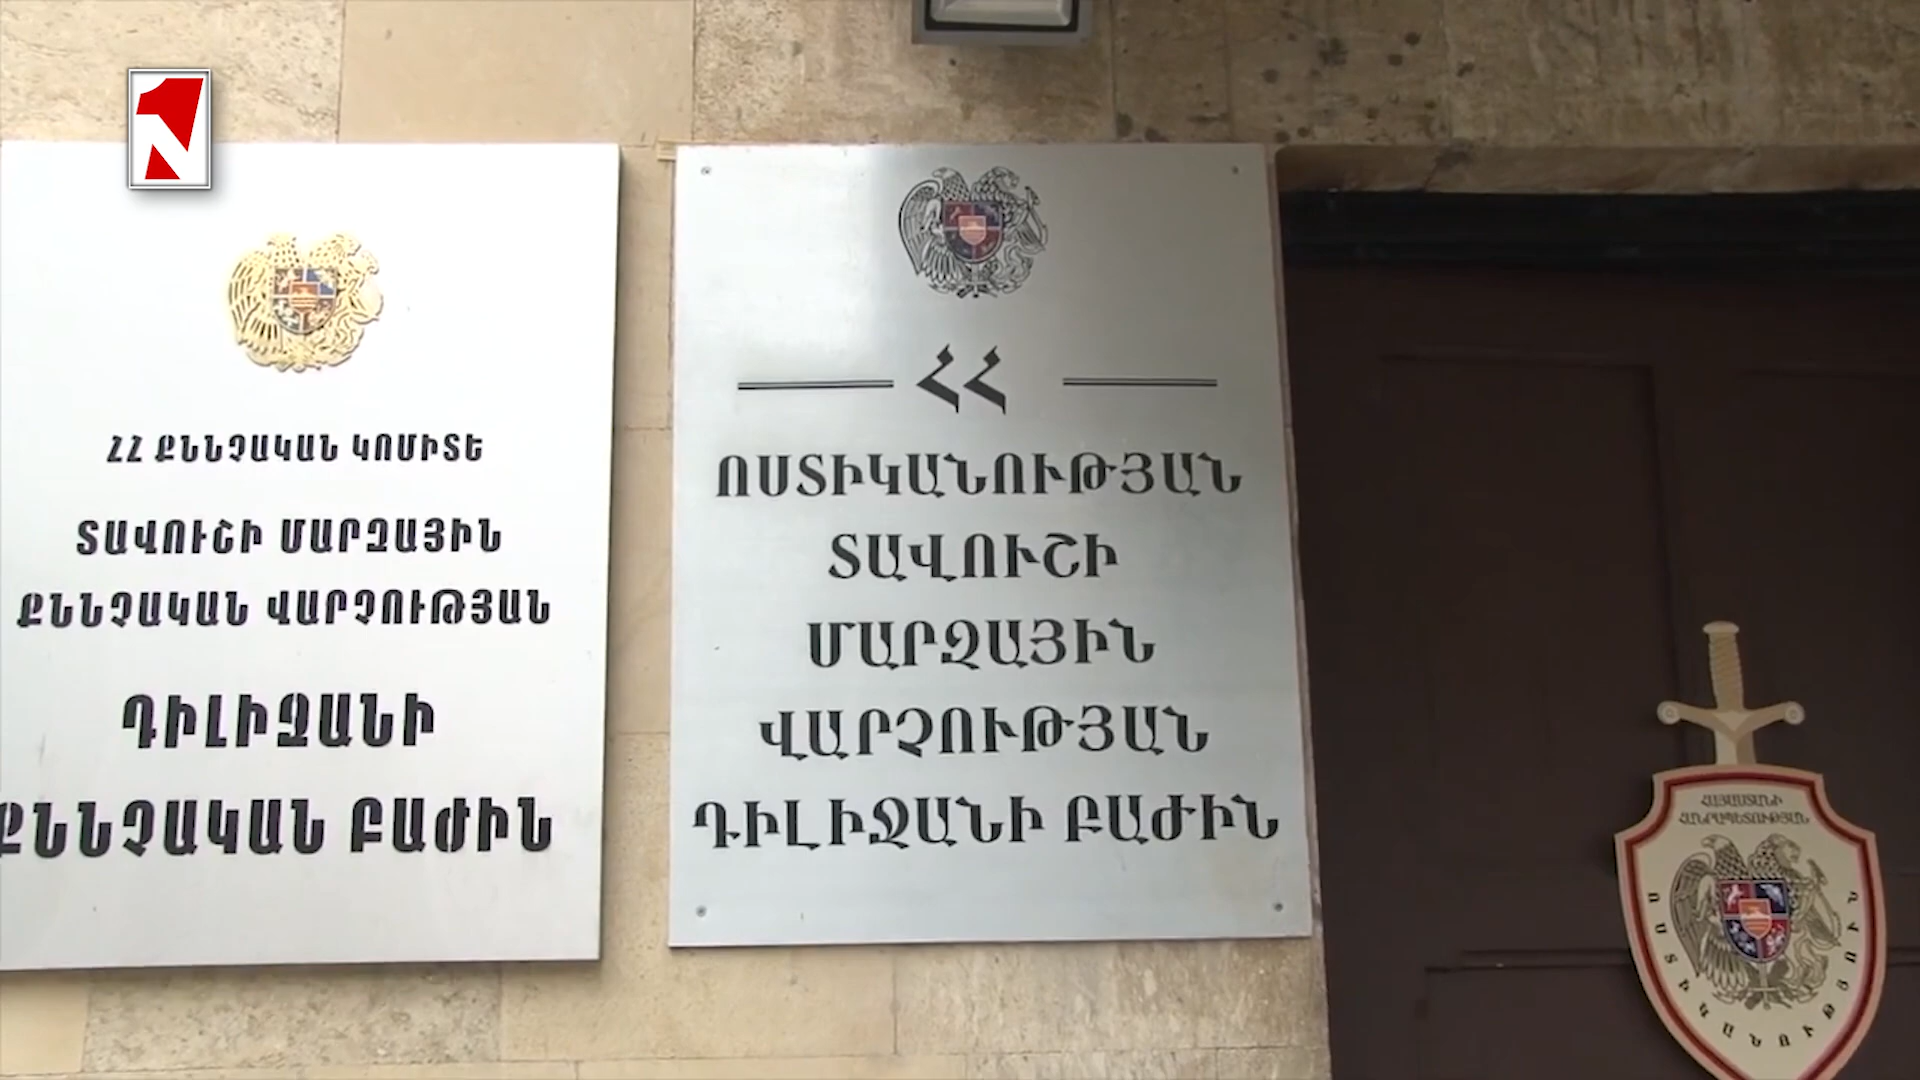 1N
ՀՀ ՔՆՆՉԱԿԱՆ ԿՈՄԻՏԵ
ՏԱՎՈՒՇԻ ՄԱՐԶԱՅԻՆ
ՔՆՆՉԱԿԱՆ ՎԱՐՉՈՒԹՅԱՆ
ԴԻԼԻՋԱՆԻ
ՔՆՆՉԱԿԱՆ ԲԱԺԻՆ
ՀՀ
ՈՍՏԻԿԱՆՈՒԹՅԱՆ
ՏԱՎՈՒՇԻ
ՄԱՐԶԱՅԻՆ
ՎԱՐՉՈՒԹՅԱՆ
ԴԻԼԻՋԱՆԻ ԲԱԺԻՆ
ՀԱՅԱՍՏԱՆԻ
ՀԱՆՐԱՊԵՏՈՒԹՅԱՆ
ՈՍՏԻԿԱՆՈՒԹՅՈՒՆ